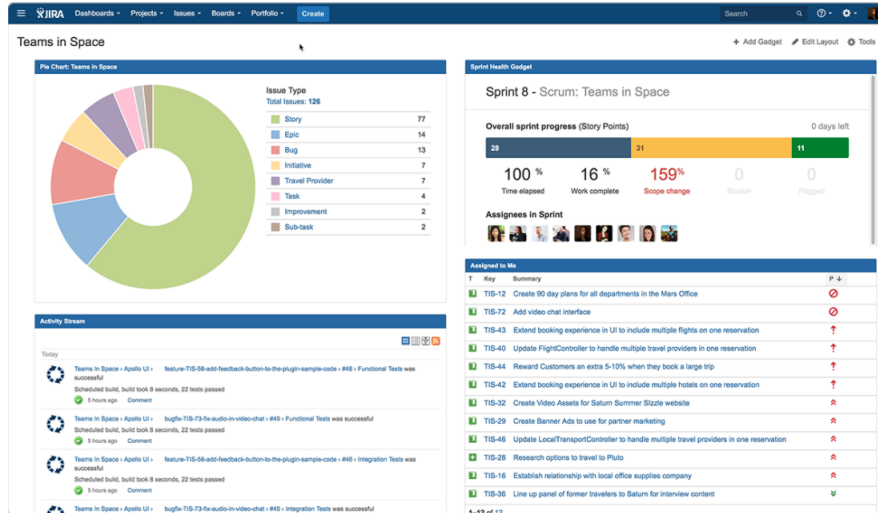 JIRA Dashboards Projects Issues Boards Portfolio Create Search
Teams in Space
+ Add Gadget Edit Layout Tools
Pie Chart: Teams in Space
Issue Type
Total Issues: 126
Story 77
Epic 14
Bug 13
Initiative 7
Travel Provider 7
Task 4
Improvement 2
Sub-task 2
Activity Stream
Today
Teams in Space › Apollo UI › feature-TIS-58-add-feedback-button-to-the-plugin-sample-code › #46 › Functional Tests was
successful
Scheduled build, build took 8 seconds, 22 tests passed
5 hours ago Comment
Teams in Space › Apollo UI › bugfix-TIS-73-fix-audio-in-video-chat › #49 › Functional Tests was successful
Scheduled build, build took 8 seconds, 22 tests passed
5 hours ago Comment
Teams in Space › Apollo UI › feature-TIS-58-add-feedback-button-to-the-plugin-sample-code › #46 › Integration Tests was
successful
Scheduled build, build took 8 seconds, 22 tests passed
5 hours ago Comment
Teams in Space › Apollo UI › bugfix-TIS-73-fix-audio-in-video-chat › #49 › Integration Tests was successful
Sprint Health Gadget
Sprint 8 - Scrum: Teams in Space
Overall sprint progress (Story Points) 0 days left
28 31 11
100 % 16 % 159% 0 0
Time elapsed Work complete Scope change Blocker Flagged
Assignees in Sprint
Assigned to Me
T Key Summary P
TIS-12 Create 90 day plans for all departments in the Mars Office
TIS-72 Add video chat interface
TIS-43 Extend booking experience in UI to include multiple flights on one reservation
TIS-40 Update FlightController to handle multiple travel providers in one reservation
TIS-44 Reward Customers an extra 5-10% when they book a large trip
TIS-42 Extend booking experience in UI to include multiple hotels on one reservation
TIS-32 Create Video Assets for Saturn Summer Sizzle website
TIS-29 Create Banner Ads to use for partner marketing
TIS-46 Update LocalTransportController to handle multiple travel providers in one reservation
TIS-28 Research options to travel to Pluto
TIS-16 Establish relationship with local office supplies company
TIS-36 Line up panel of former travelers to Saturn for interview content
1–12 of 12